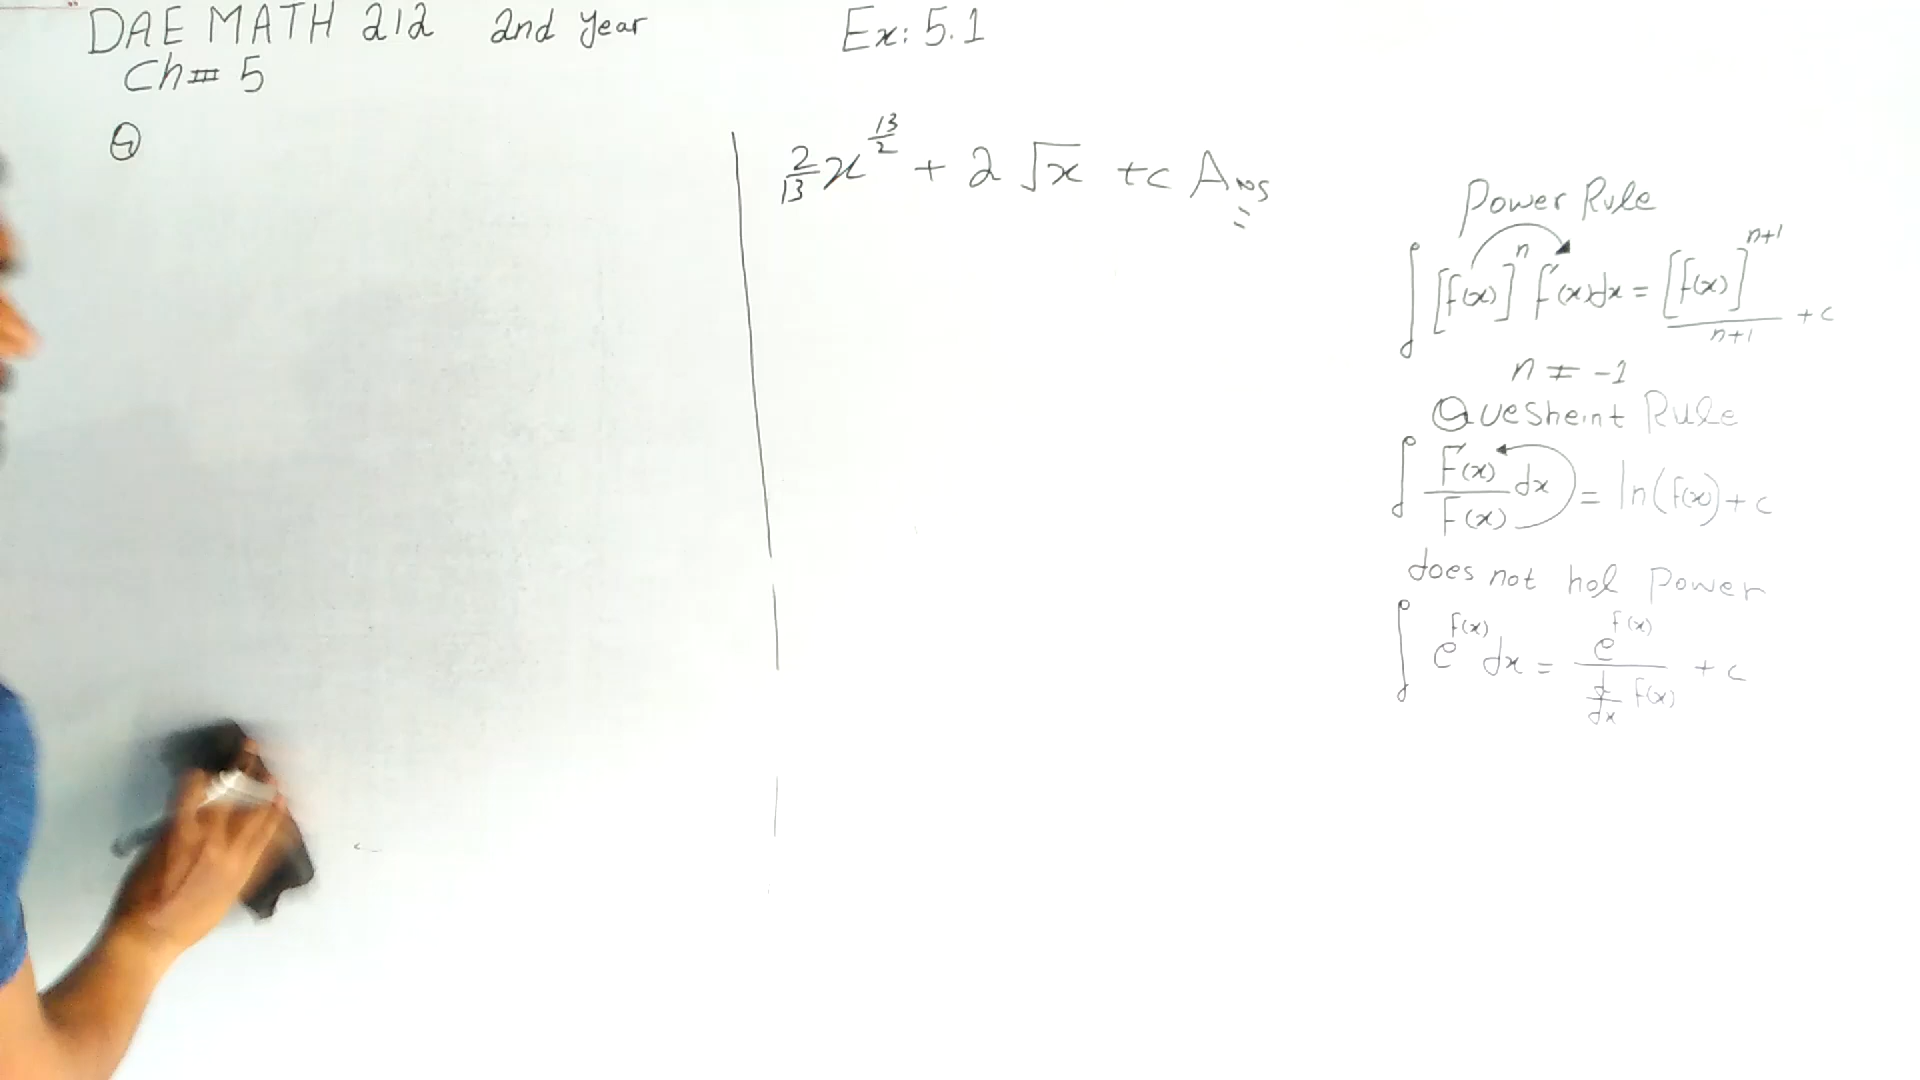 DAE MATH 212 2nd year Ex: 5.1
Ch# 5
Q
2/13 x^13/2 + 2 √x + c Ans
Power Rule
∫ [f(x)]^n f'(x)dx = [f(x)]^n+1 / n+1 + c
n ≠ -1
Quesheint Rule
∫ F'(x)/F(x) dx = ln(f(x)) + c
does not hol Power
∫ e^f(x) dx = e^f(x) / d/dx f(x) + c